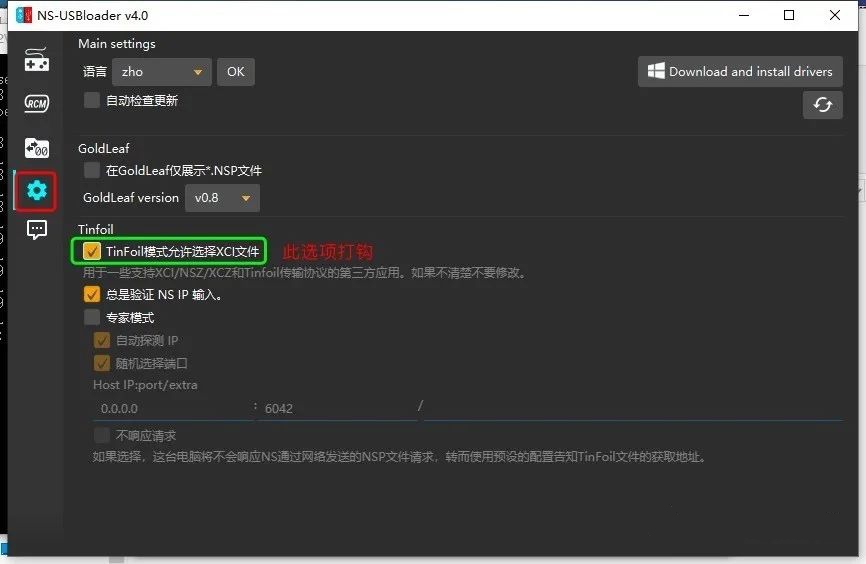 NS-USBloader v4.0
Main settings
语言 zho OK Download and install drivers
自动检查更新
RCM
GoldLeaf
在GoldLeaf仅展示*.NSP文件
GoldLeaf version v0.8
Tinfoil
TinFoil模式允许选择XCI文件 此选项打钩
用于一些支持XCI/NSZ/XCZ和Tinfoil传输协议的第三方应用。如果不清楚不要修改。
总是验证 NS IP 输入。
专家模式
自动探测 IP
随机选择端口
Host IP:port/extra
0.0.0.0 : 6042 /
不响应请求
如果选择，这台电脑将不会响应NS通过网络发送的NSP文件请求，转而使用预设的配置告知TinFoil文件的获取地址。